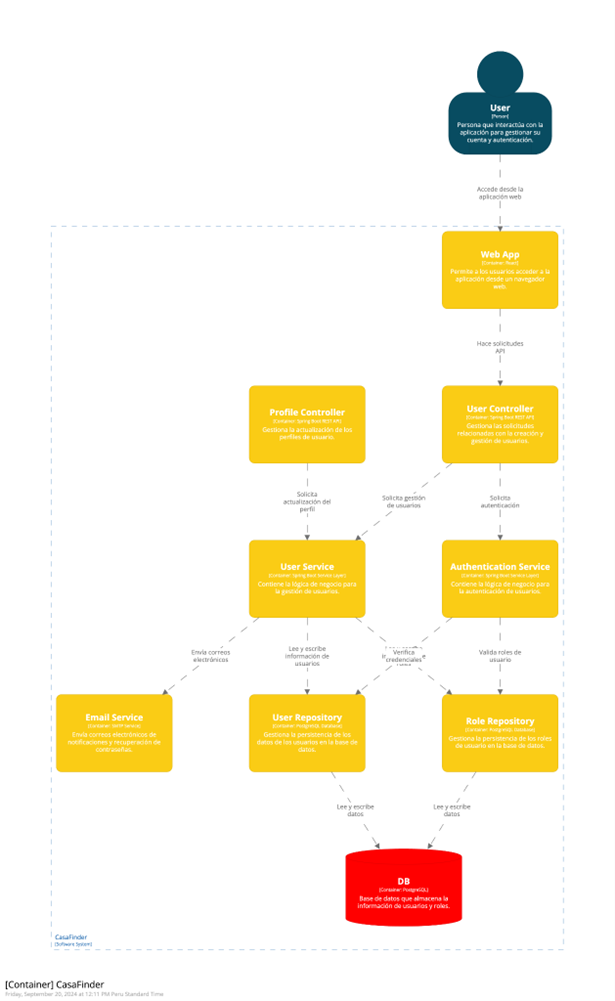 User
[Person]
Persona que interactúa con la
aplicación para gestionar su
cuenta y autenticación.
Accede desde la
aplicación web
Web App
[Container: React]
Permite a los usuarios acceder a la
aplicación desde un navegador
web.
Hace solicitudes
API
Profile Controller
[Container: Spring Boot REST API]
Gestiona la actualización de los
perfiles de usuario.
User Controller
[Container: Spring Boot REST API]
Gestiona las solicitudes
relacionadas con la creación y
gestión de usuarios.
Solicita
actualización del
perfil
Solicita gestión
de usuarios
Solicita
autenticación
User Service
[Container: Spring Boot Service Layer]
Contiene la lógica de negocio para
la gestión de usuarios.
Authentication Service
[Container: Spring Boot Service Layer]
Contiene la lógica de negocio para
la autenticación de usuarios.
Envía correos
electrónicos
Lee y escribe
información de
usuarios
Verifica
credenciales
Valida roles de
usuario
Email Service
[Container: SMTP Service]
Envía correos electrónicos de
notificaciones y recuperación de
contraseñas.
User Repository
[Container: PostgreSQL Database]
Gestiona la persistencia de los
datos de los usuarios en la base de
datos.
Role Repository
[Container: PostgreSQL Database]
Gestiona la persistencia de los roles
de usuario en la base de datos.
Lee y escribe
datos
Lee y escribe
datos
DB
[Container: PostgreSQL]
Base de datos que almacena la
información de usuarios y roles.
CasaFinder
[Software System]
[Container] CasaFinder
Friday, September 20, 2024 at 12:11 PM Peru Standard Time